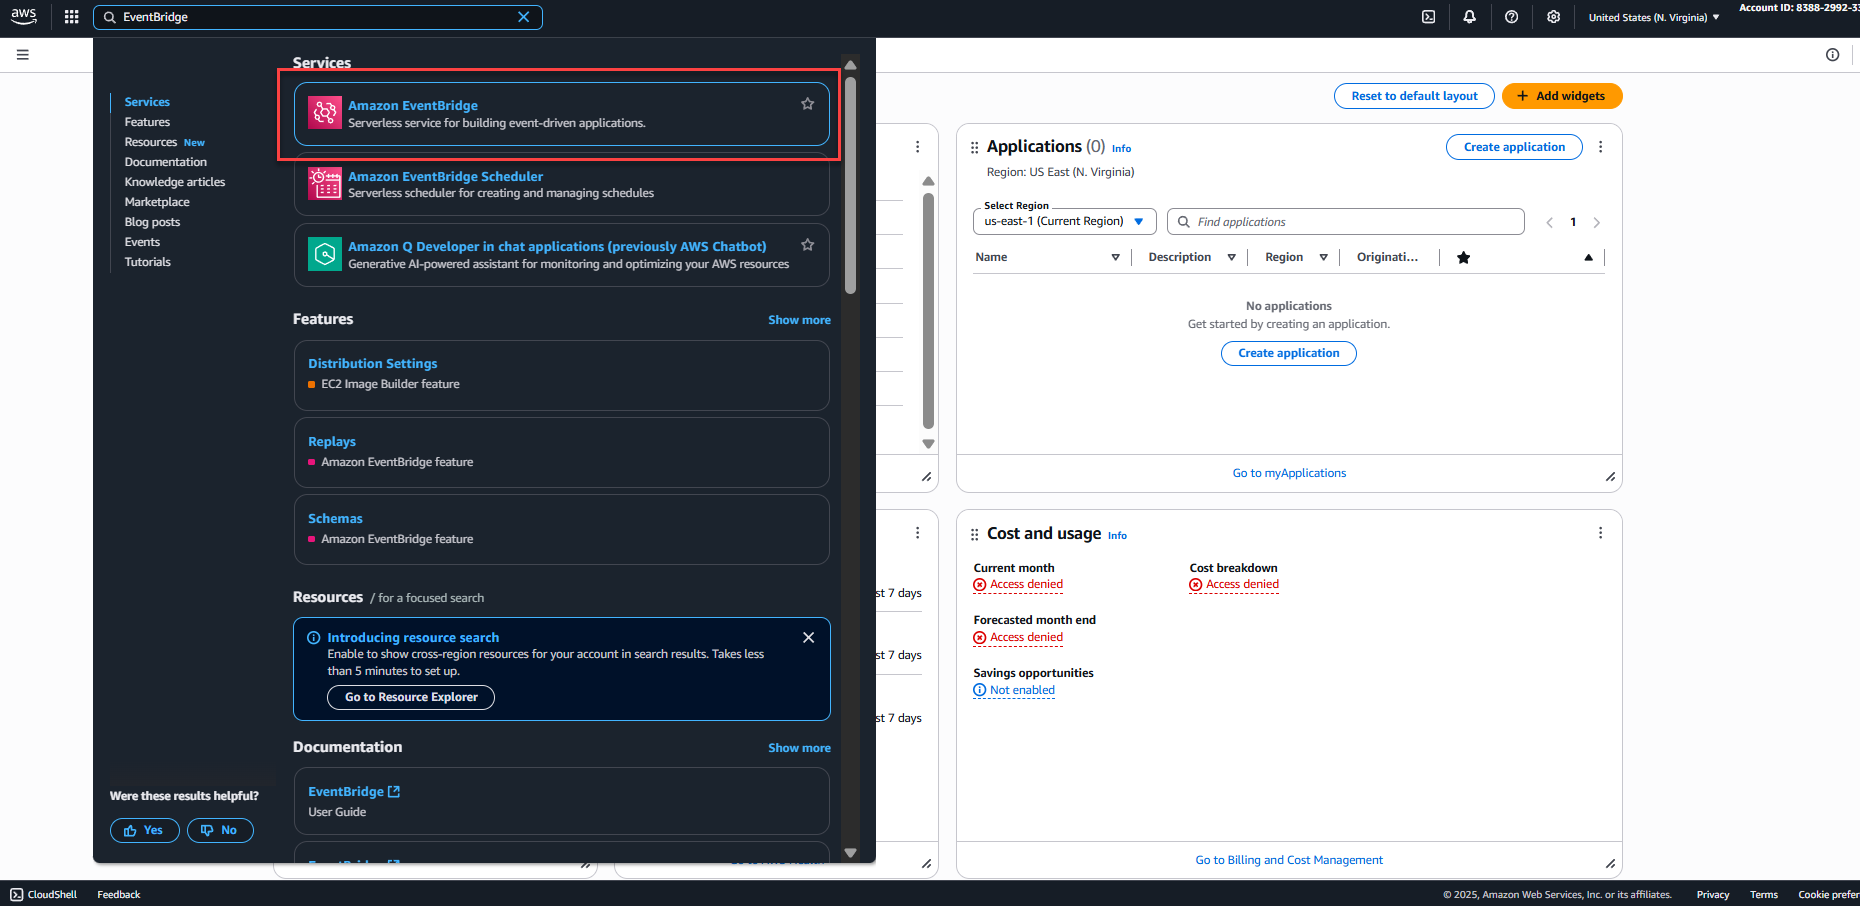 aws
EventBridge
United States (N. Virginia)
Account ID: 8388-2992-33
Services
Features
Resources New
Documentation
Knowledge articles
Marketplace
Blog posts
Events
Tutorials
Were these results helpful?
Yes
No
Services
Amazon EventBridge
Serverless service for building event-driven applications.
Amazon EventBridge Scheduler
Serverless scheduler for creating and managing schedules
Amazon Q Developer in chat applications (previously AWS Chatbot)
Generative AI-powered assistant for monitoring and optimizing your AWS resources
Features
Show more
Distribution Settings
EC2 Image Builder feature
Replays
Amazon EventBridge feature
Schemas
Amazon EventBridge feature
Resources / for a focused search
Introducing resource search
Enable to show cross-region resources for your account in search results. Takes less
than 5 minutes to set up.
Go to Resource Explorer
Documentation
Show more
EventBridge
User Guide
Reset to default layout
+ Add widgets
Applications (0) Info
Create application
Region: US East (N. Virginia)
Select Region
us-east-1 (Current Region)
Find applications
1
Name
Description
Region
Originati...
No applications
Get started by creating an application.
Create application
Go to myApplications
st 7 days
st 7 days
st 7 days
Cost and usage Info
Current month
Access denied
Cost breakdown
Access denied
Forecasted month end
Access denied
Savings opportunities
Not enabled
Go to Billing and Cost Management
CloudShell
Feedback
© 2025, Amazon Web Services, Inc. or its affiliates.
Privacy
Terms
Cookie prefer